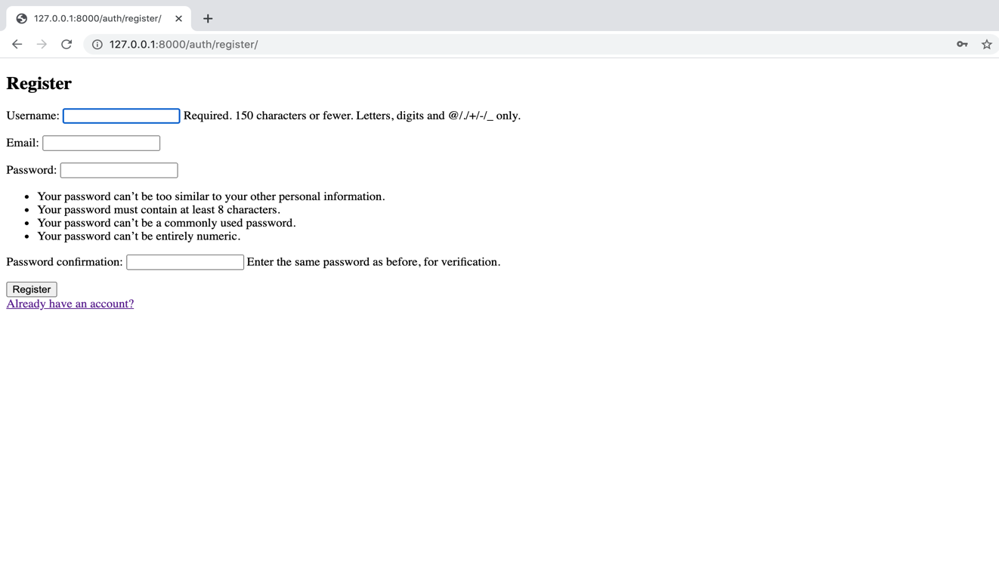 127.0.0.1:8000/auth/register/
127.0.0.1:8000/auth/register/
Register
Username: Required. 150 characters or fewer. Letters, digits and @/./+/-/_ only.
Email:
Password:
Your password can’t be too similar to your other personal information.
Your password must contain at least 8 characters.
Your password can’t be a commonly used password.
Your password can’t be entirely numeric.
Password confirmation: Enter the same password as before, for verification.
Register
Already have an account?